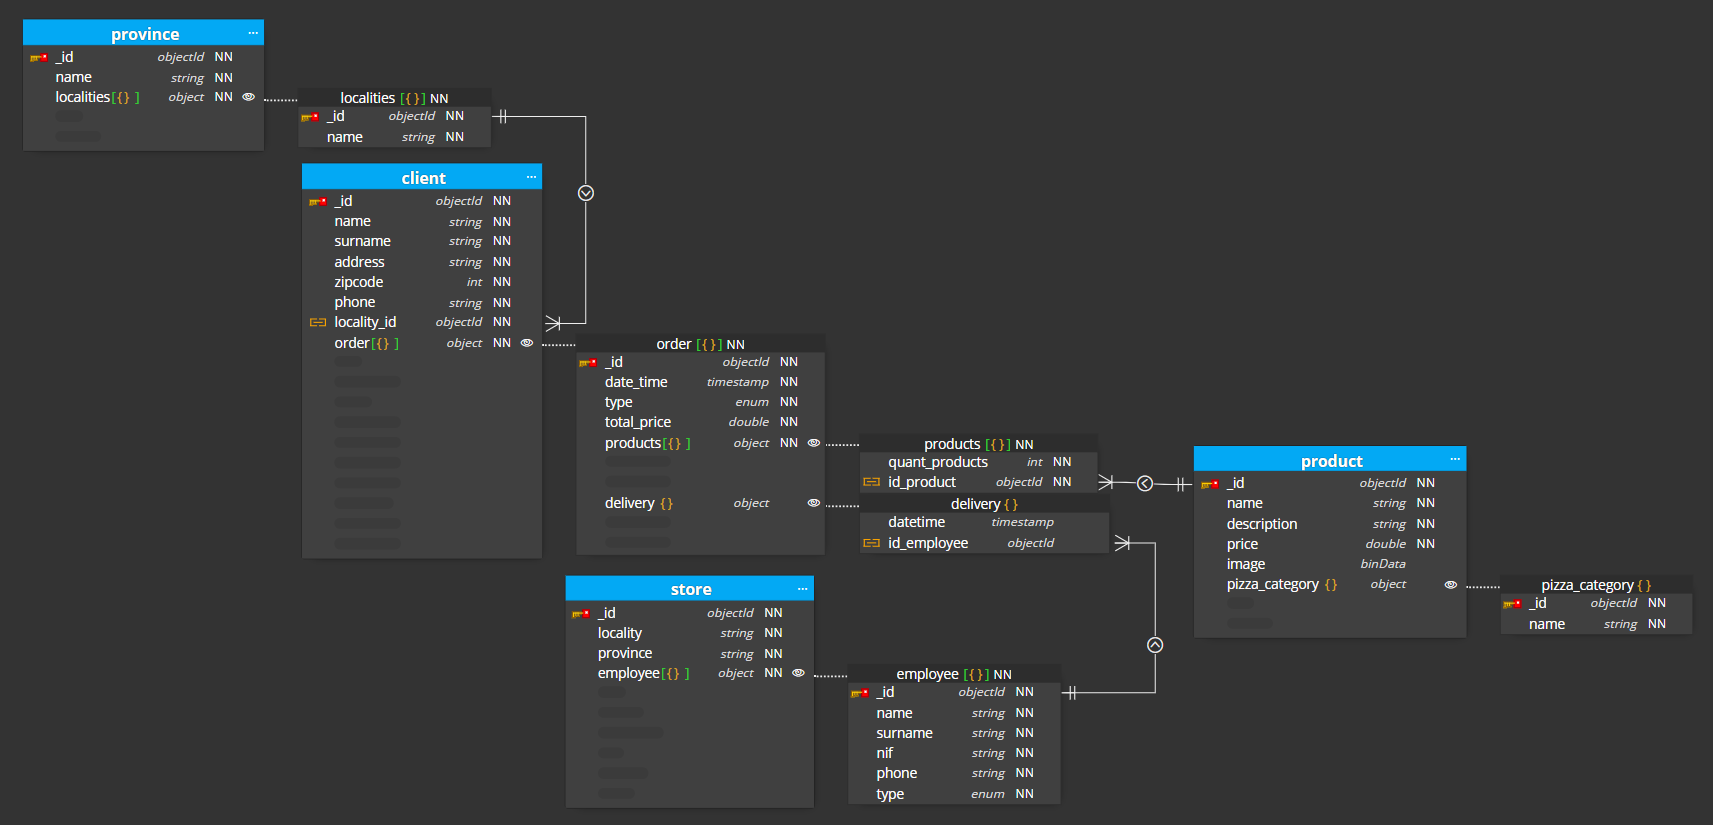 province ...
_id objectId NN
name string NN
localities[{} ] object NN
localities [{}] NN
_id objectId NN
name string NN
client ...
_id objectId NN
name string NN
surname string NN
address string NN
zipcode int NN
phone string NN
locality_id objectId NN
order[{} ] object NN
order [{}] NN
_id objectId NN
date_time timestamp NN
type enum NN
total_price double NN
products[{} ] object NN
delivery {} object
products [{}] NN
quant_products int NN
id_product objectId NN
delivery {}
datetime timestamp
id_employee objectId
product ...
_id objectId NN
name string NN
description string NN
price double NN
image binData
pizza_category {} object
pizza_category {}
_id objectId NN
name string NN
store ...
_id objectId NN
locality string NN
province string NN
employee[{} ] object NN
employee [{}] NN
_id objectId NN
name string NN
surname string NN
nif string NN
phone string NN
type enum NN